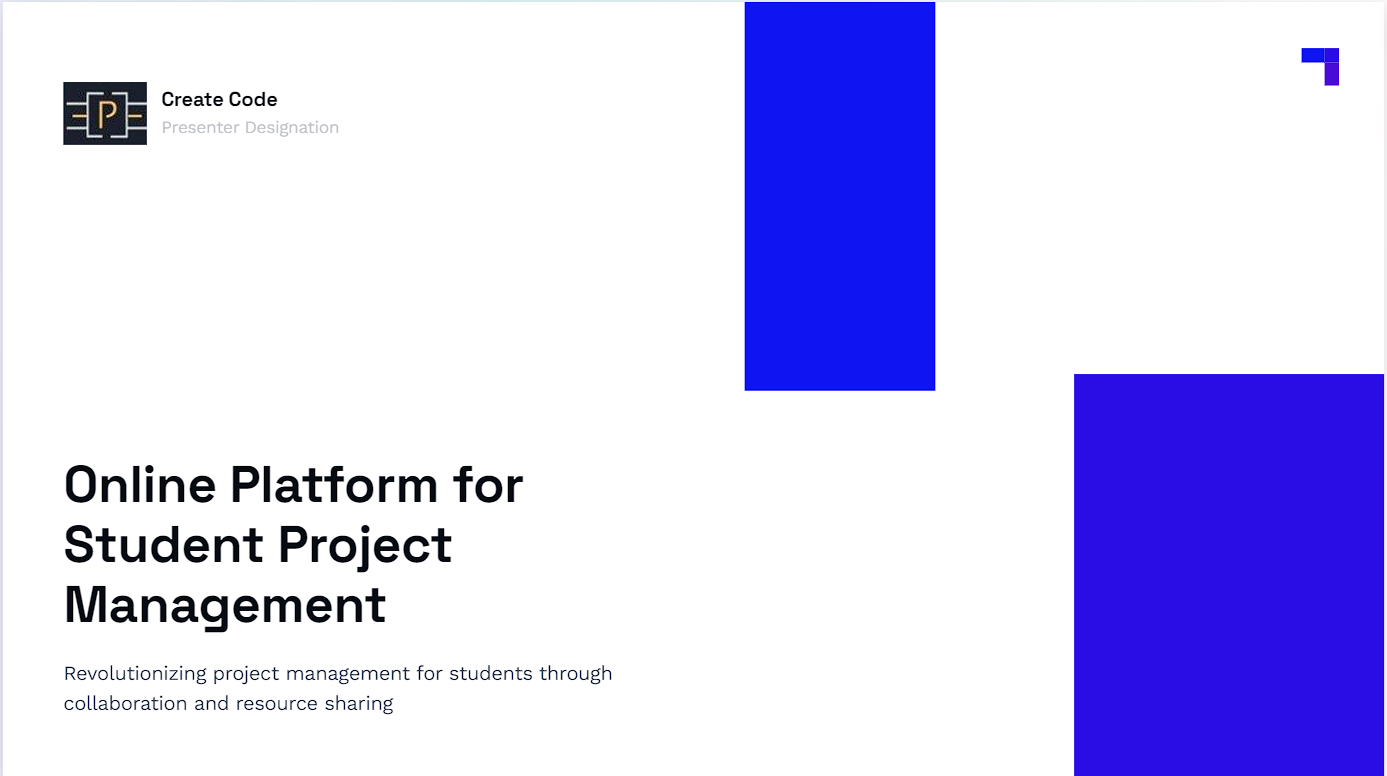 P
Create Code
Presenter Designation
Online Platform for
Student Project
Management
Revolutionizing project management for students through
collaboration and resource sharing